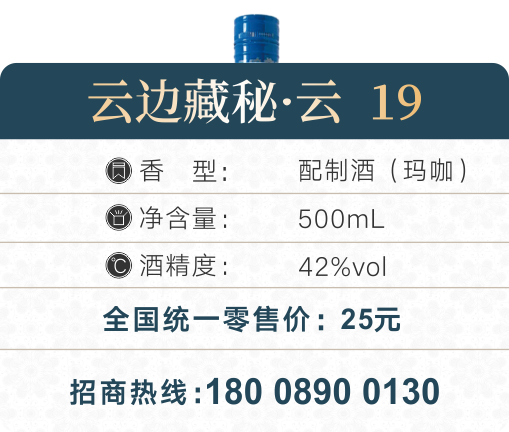 云边藏秘·云 19
香 型： 配制酒（玛咖）
净含量： 500mL
酒精度： 42%vol
全国统一零售价：25元
招商热线:180 0890 0130